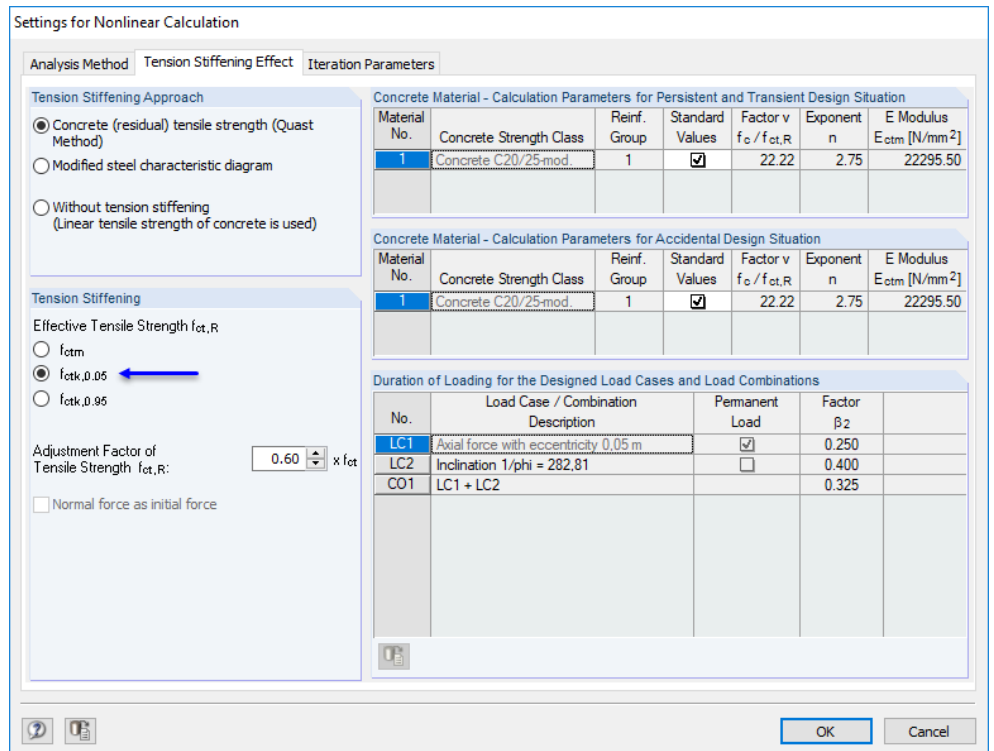 Settings for Nonlinear Calculation
Analysis Method Tension Stiffening Effect Iteration Parameters
Tension Stiffening Approach
Concrete (residual) tensile strength (Quast
Method)
Modified steel characteristic diagram
Without tension stiffening
(Linear tensile strength of concrete is used)
Tension Stiffening
Effective Tensile Strength fct,R
fctm
fctk,0.05
fctk,0.95
Adjustment Factor of
Tensile Strength fct,R: 0.60 x fct
Normal force as initial force
Concrete Material - Calculation Parameters for Persistent and Transient Design Situation
Material Reinf. Standard Factor v Exponent E Modulus
No. Concrete Strength Class Group Values fc / fct,R n Ectm [N/mm²]
1 Concrete C20/25-mod. 1 22.22 2.75 22295.50
Concrete Material - Calculation Parameters for Accidental Design Situation
Material Reinf. Standard Factor v Exponent E Modulus
No. Concrete Strength Class Group Values fc / fct,R n Ectm [N/mm²]
1 Concrete C20/25-mod. 1 22.22 2.75 22295.50
Duration of Loading for the Designed Load Cases and Load Combinations
Load Case / Combination Permanent Factor
No. Description Load β2
LC1 Axial force with eccentricity 0,05 m 0.250
LC2 Inclination 1/phi = 282,81 0.400
CO1 LC1 + LC2 0.325
OK Cancel